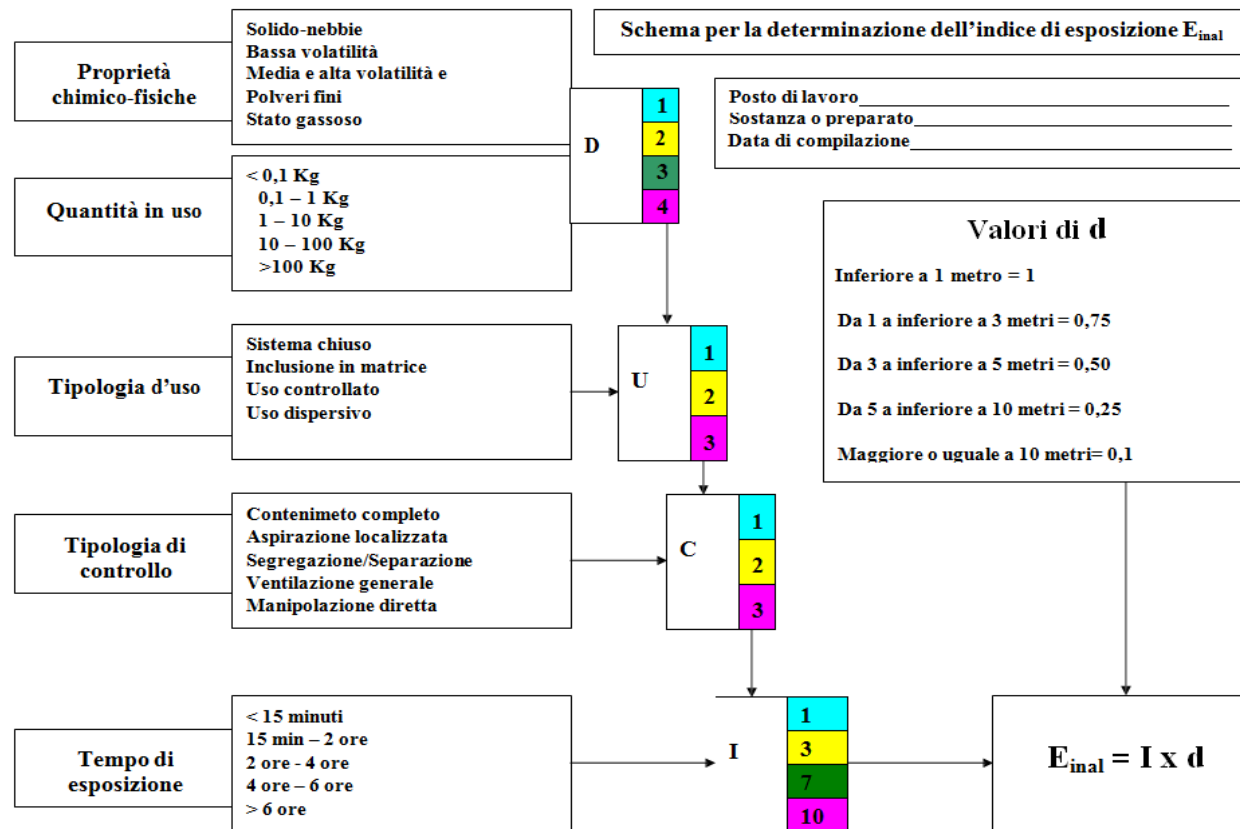 Schema per la determinazione dell'indice di esposizione Einal
Posto di lavoro
Sostanza o preparato
Data di compilazione
Proprietà
chimico-fisiche
Solido-nebbie
Bassa volatilità
Media e alta volatilità e
Polveri fini
Stato gassoso
Quantità in uso
< 0,1 Kg
0,1 – 1 Kg
1 – 10 Kg
10 – 100 Kg
>100 Kg
D
1
2
3
4
Valori di d
Inferiore a 1 metro = 1
Da 1 a inferiore a 3 metri = 0,75
Da 3 a inferiore a 5 metri = 0,50
Da 5 a inferiore a 10 metri = 0,25
Maggiore o uguale a 10 metri= 0,1
Tipologia d'uso
Sistema chiuso
Inclusione in matrice
Uso controllato
Uso dispersivo
U
1
2
3
Tipologia di
controllo
Contenimeto completo
Aspirazione localizzata
Segregazione/Separazione
Ventilazione generale
Manipolazione diretta
C
1
2
3
Tempo di
esposizione
< 15 minuti
15 min – 2 ore
2 ore - 4 ore
4 ore – 6 ore
> 6 ore
I
1
3
7
10
Einal = I x d